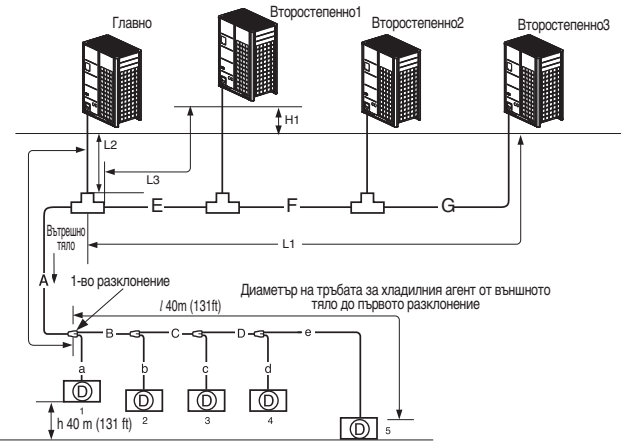 Главно
Второстепенно1
Второстепенно2
Второстепенно3
H1
L2
L3
E
F
G
L1
Вътрешно
тяло
A
1-во разклонение
l 40m (131ft)
Диаметър на тръбата за хладилния агент от външното
тяло до първото разклонение
B
C
D
e
a
b
c
d
D
D
D
D
D
1
2
3
4
5
h 40 m (131 ft)